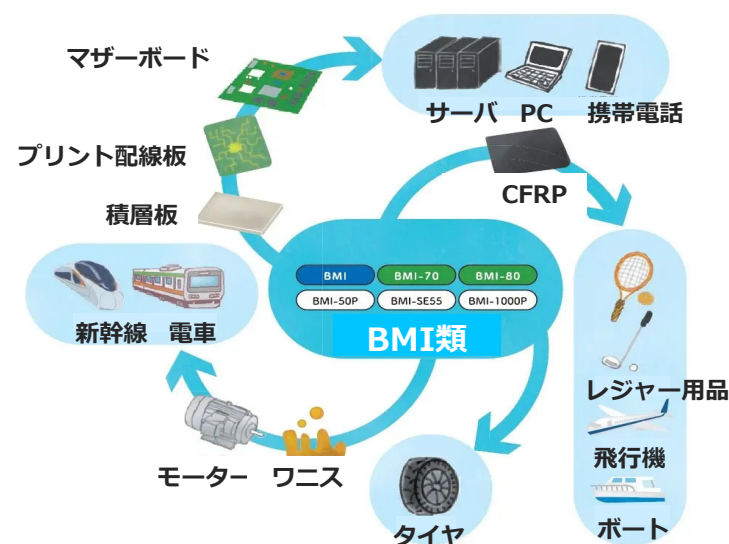 マザーボード
サーバ PC 携帯電話
プリント配線板
CFRP
積層板
BMI BMI-70 BMI-80
BMI-50P BMI-SE55 BMI-1000P
BMI類
新幹線 電車
レジャー用品
飛行機
モーター ワニス
タイヤ
ボート